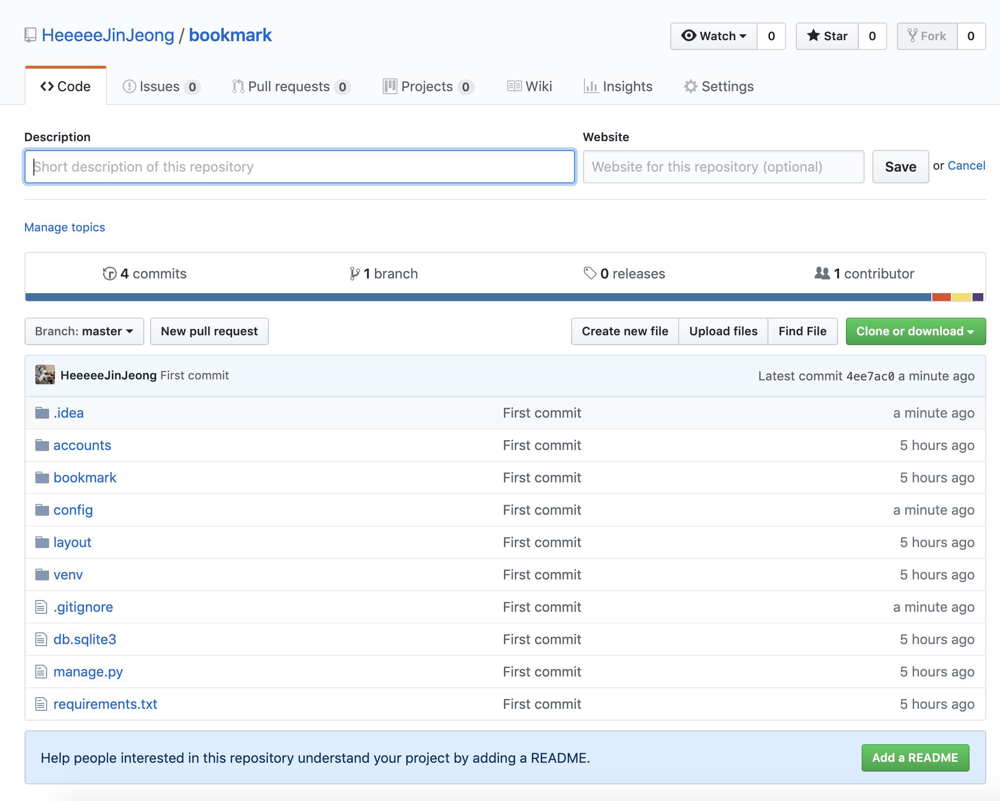 HeeeeeJinJeong / bookmark
Watch 0 Star 0 Fork 0
Code Issues 0 Pull requests 0 Projects 0 Wiki Insights Settings
Description Website
Short description of this repository Website for this repository (optional) Save or Cancel
Manage topics
4 commits 1 branch 0 releases 1 contributor
Branch: master New pull request Create new file Upload files Find File Clone or download
HeeeeeJinJeong First commit Latest commit 4ee7ac0 a minute ago
.idea First commit a minute ago
accounts First commit 5 hours ago
bookmark First commit 5 hours ago
config First commit a minute ago
layout First commit 5 hours ago
venv First commit 5 hours ago
.gitignore First commit a minute ago
db.sqlite3 First commit 5 hours ago
manage.py First commit 5 hours ago
requirements.txt First commit 5 hours ago
Help people interested in this repository understand your project by adding a README. Add a README